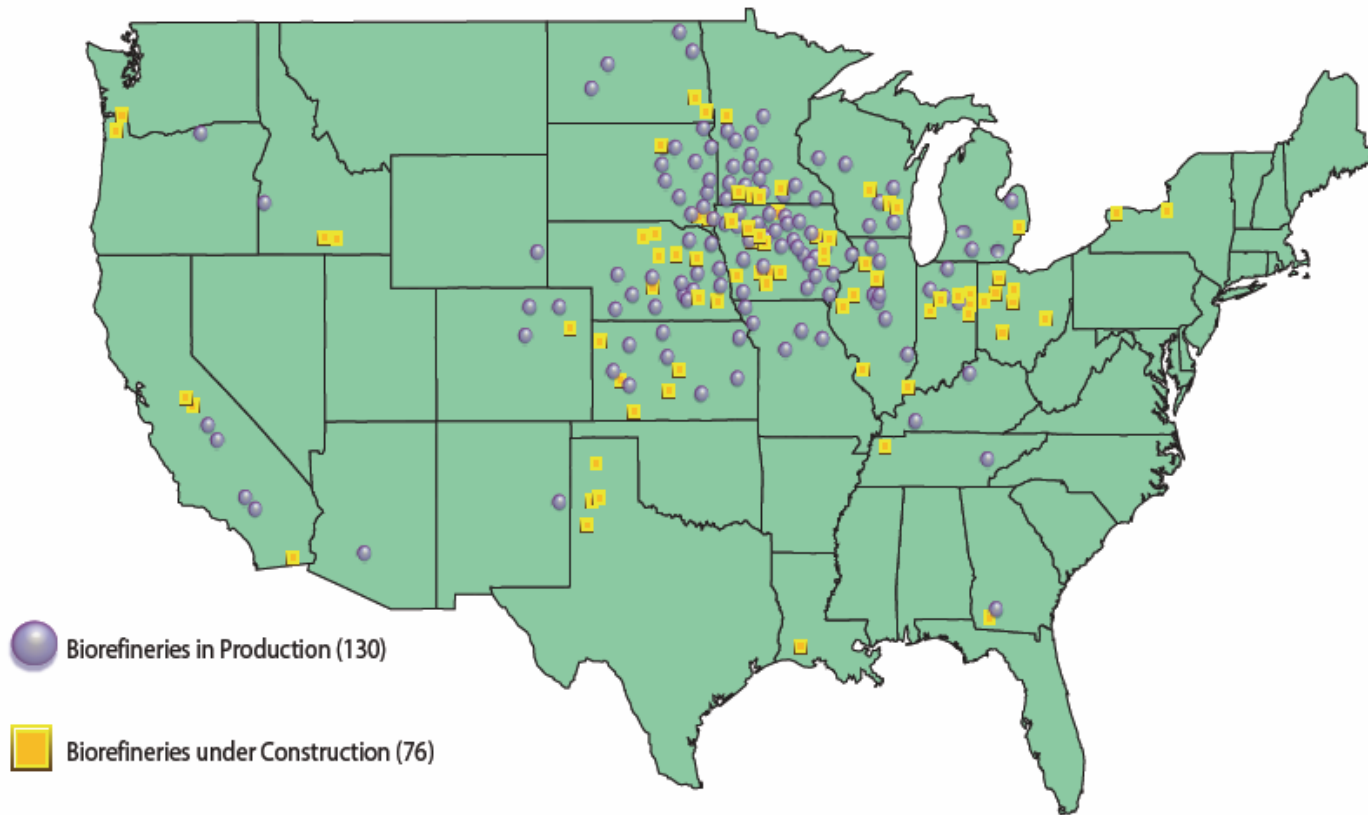 Biorefineries in Production (130)
Biorefineries under Construction (76)